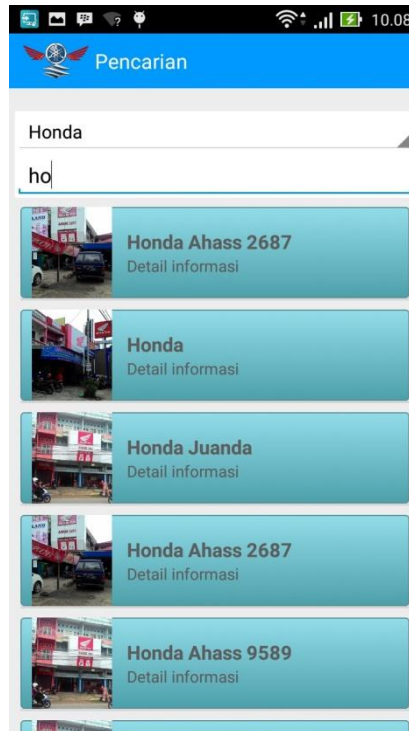 10.08
Pencarian
Honda
ho
Honda Ahass 2687
Detail informasi
Honda
Detail informasi
Honda Juanda
Detail informasi
Honda Ahass 2687
Detail informasi
Honda Ahass 9589
Detail informasi